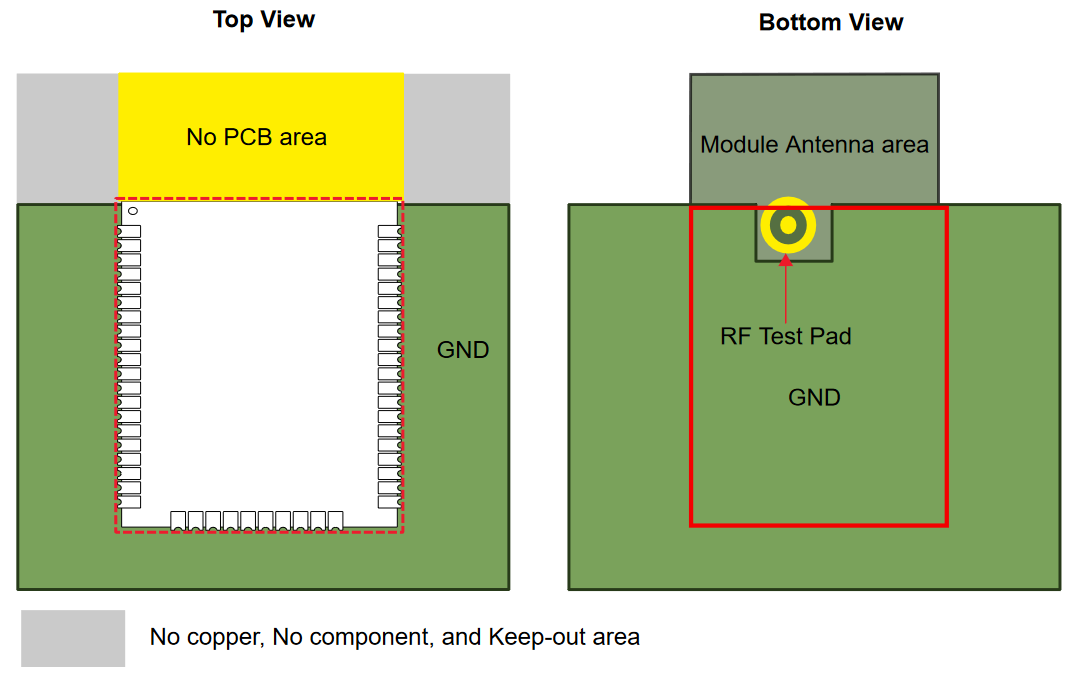 Top View
Bottom View
No PCB area
Module Antenna area
GND
RF Test Pad
GND
No copper, No component, and Keep-out area